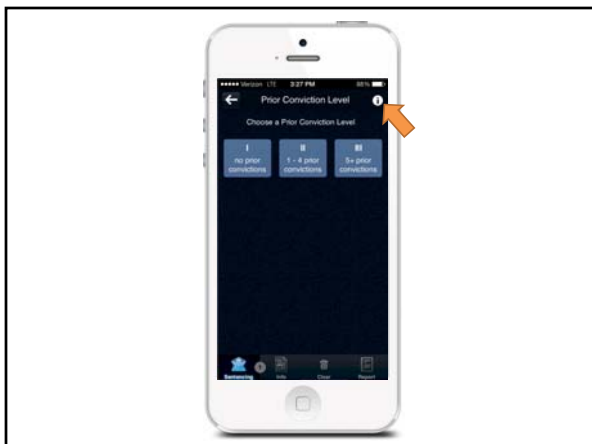 Verizon LTE 3:27 PM 98%
Prior Conviction Level
Choose a Prior Conviction Level
I II III
no prior 1 - 4 prior 5+ prior
convictions convictions convictions
Sentencing Info Clear Report